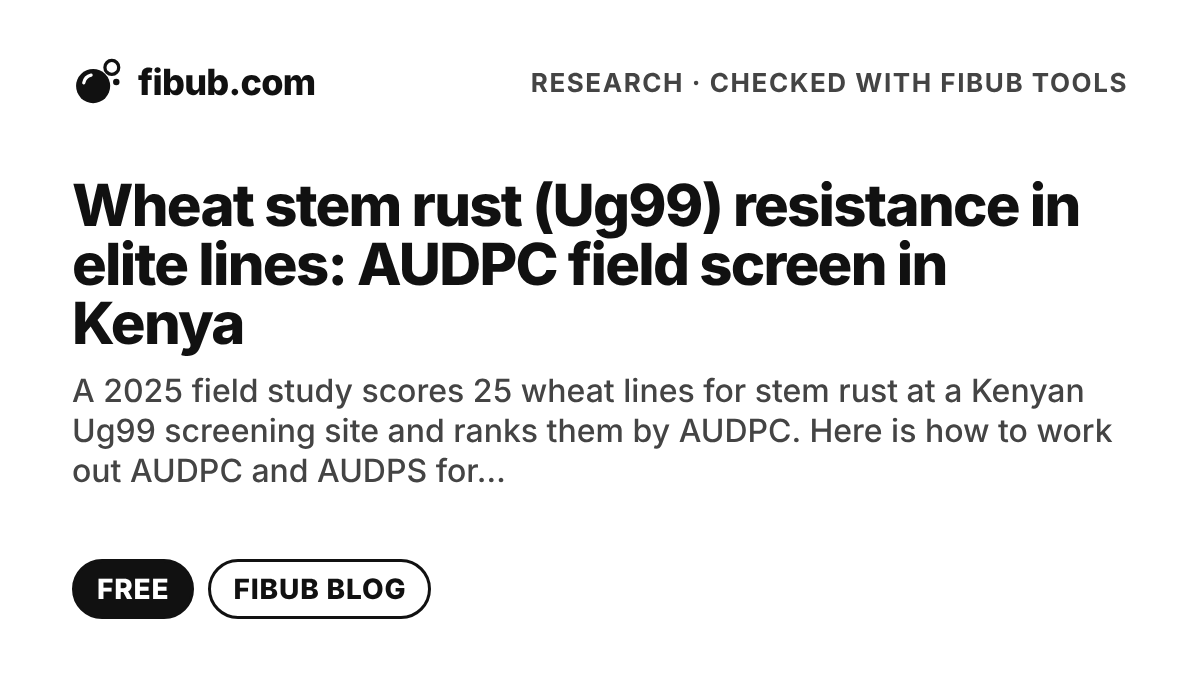 fibub.com
RESEARCH · CHECKED WITH FIBUB TOOLS
Wheat stem rust (Ug99) resistance in
elite lines: AUDPC field screen in
Kenya
A 2025 field study scores 25 wheat lines for stem rust at a Kenyan
Ug99 screening site and ranks them by AUDPC. Here is how to work
out AUDPC and AUDPS for...
FREE
FIBUB BLOG